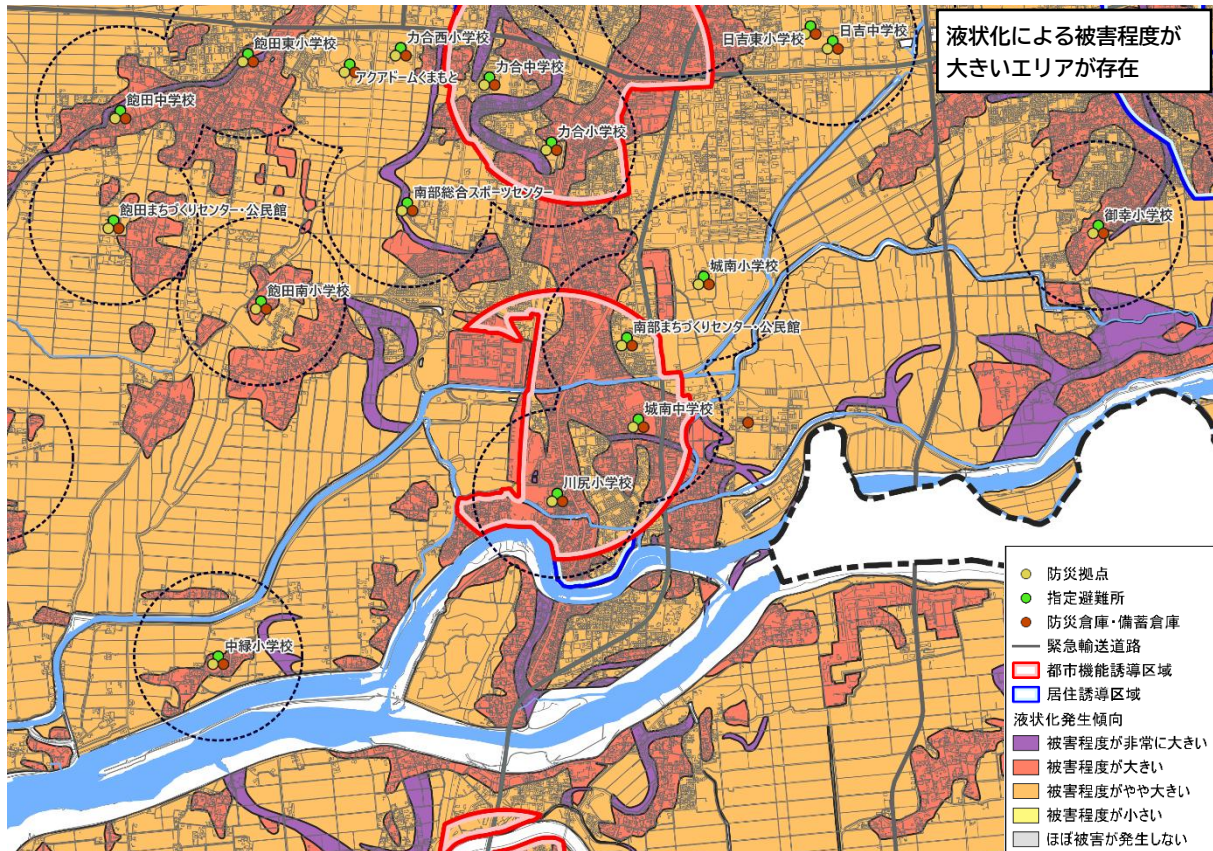 液状化による被害程度が
大きいエリアが存在
飽田東小学校
力合西小学校
日吉東小学校
日吉中学校
アクアドームくまもと
力合中学校
飽田中学校
力合小学校
南部総合スポーツセンター
飽田まちづくりセンター・公民館
御幸小学校
城南小学校
飽田南小学校
南部まちづくりセンター・公民館
城南中学校
川尻小学校
中緑小学校
防災拠点
指定避難所
防災倉庫・備蓄倉庫
緊急輸送道路
都市機能誘導区域
居住誘導区域
液状化発生傾向
被害程度が非常に大きい
被害程度が大きい
被害程度がやや大きい
被害程度が小さい
ほぼ被害が発生しない